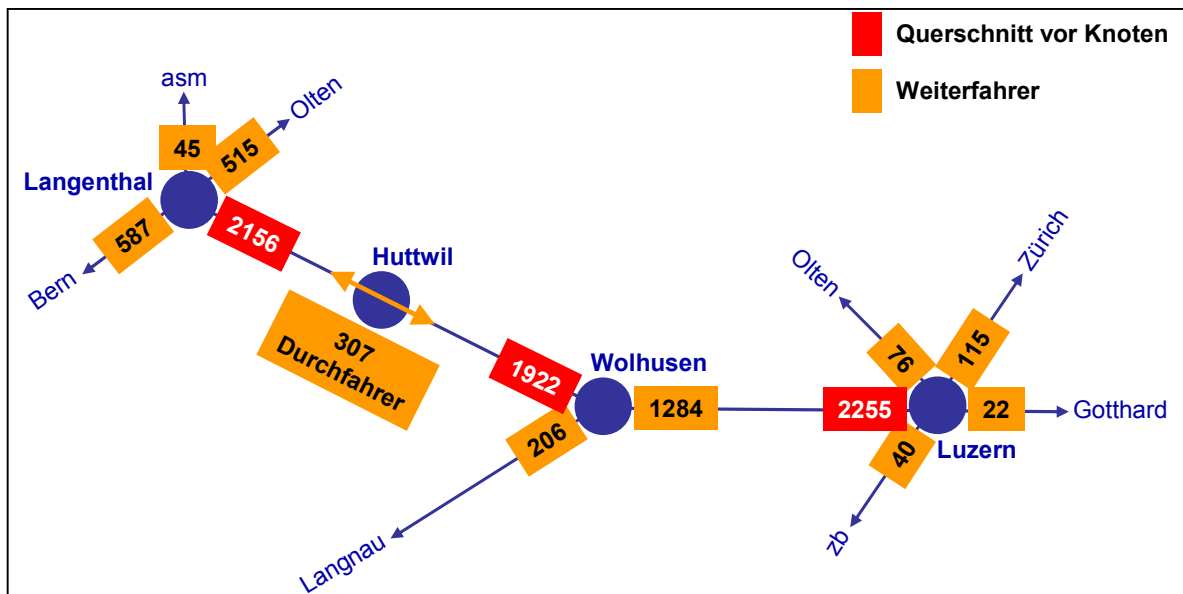 Querschnitt vor Knoten
Weiterfahrer
asm
Olten
45
515
Langenthal
587
2156
Bern
Huttwil
307
Durchfahrer
1922
Wolhusen
1284
206
Langnau
Olten
Zürich
76
115
2255
22
Gotthard
40
Luzern
zb